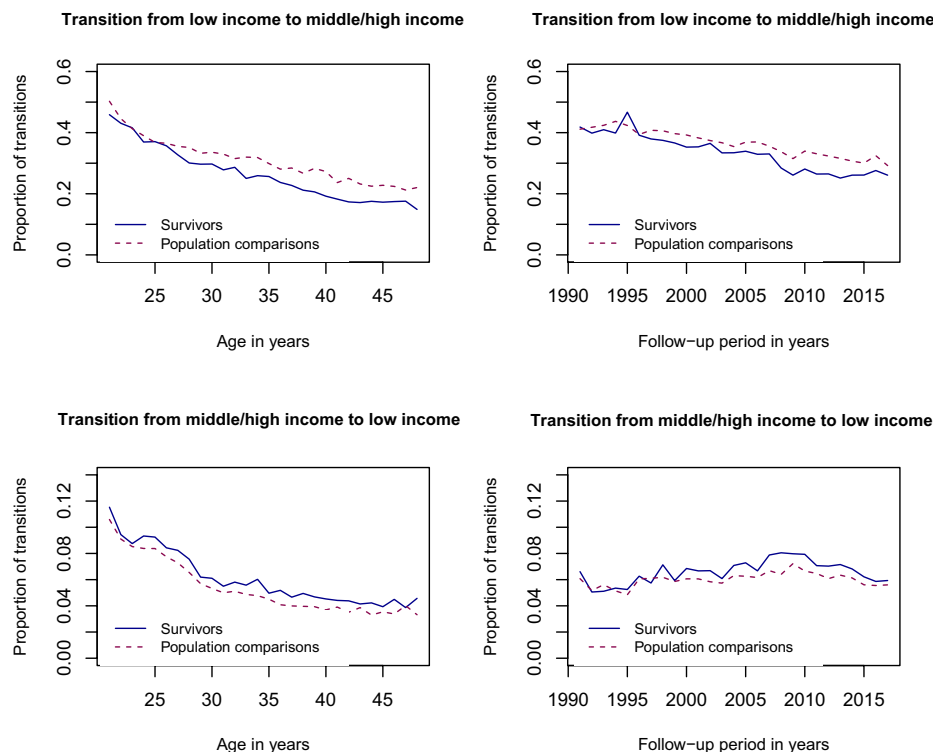 Transition from low income to middle/high income
Proportion of transitions
0.0 0.2 0.4 0.6
Survivors
Population comparisons
25 30 35 40 45
Age in years
Transition from low income to middle/high income
Proportion of transitions
0.0 0.2 0.4 0.6
Survivors
Population comparisons
1990 1995 2000 2005 2010 2015
Follow−up period in years
Transition from middle/high income to low income
Proportion of transitions
0.00 0.04 0.08 0.12
Survivors
Population comparisons
25 30 35 40 45
Age in years
Transition from middle/high income to low income
Proportion of transitions
0.00 0.04 0.08 0.12
Survivors
Population comparisons
1990 1995 2000 2005 2010 2015
Follow−up period in years